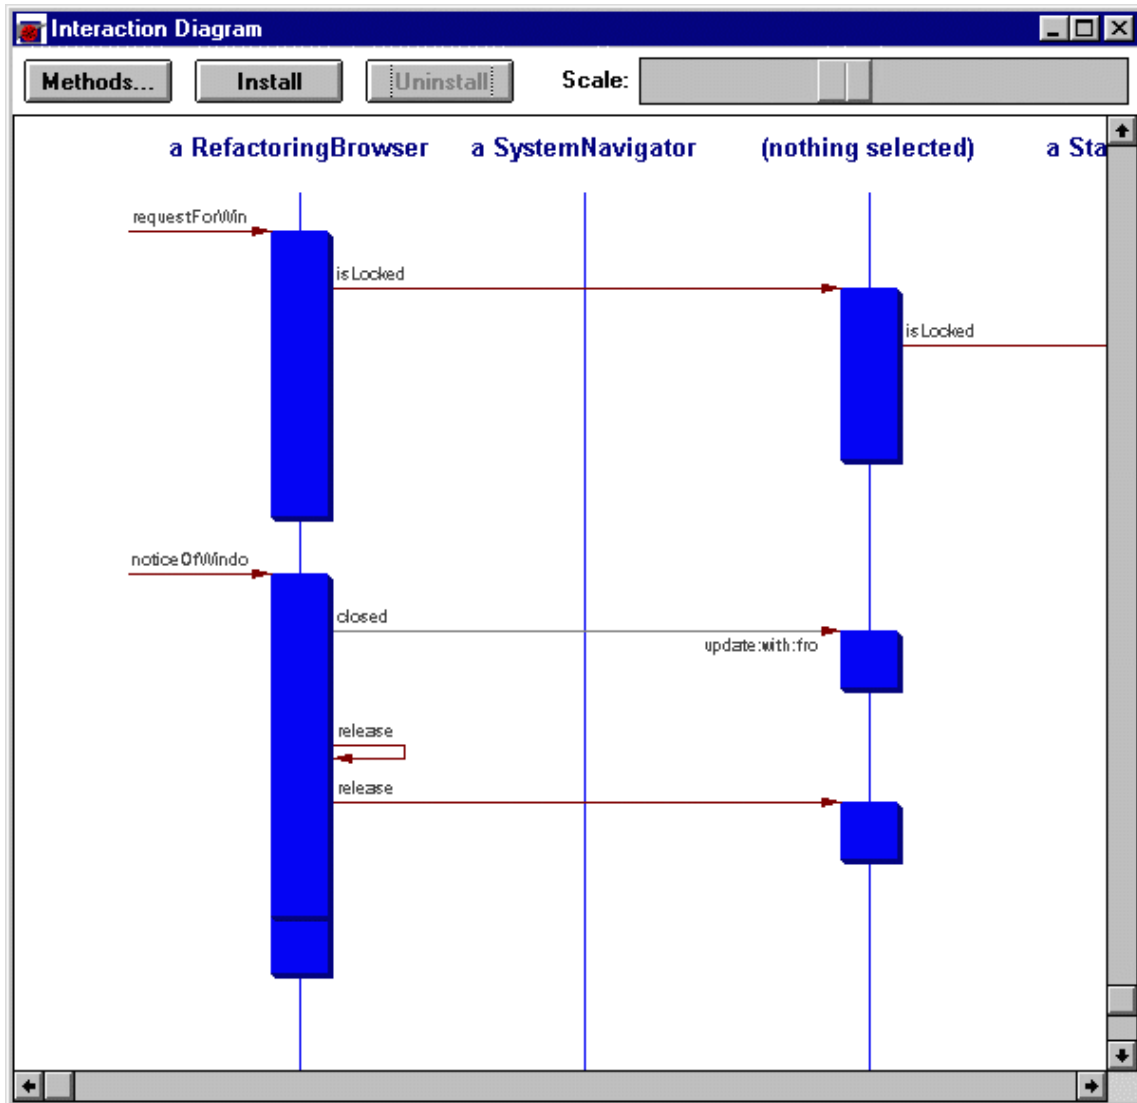 Interaction Diagram
Methods... Install Uninstall Scale:
a RefactoringBrowser a SystemNavigator (nothing selected) a Sta
requestForWin
isLocked
isLocked
noticeOfWindo
closed
update:with:fro
release
release